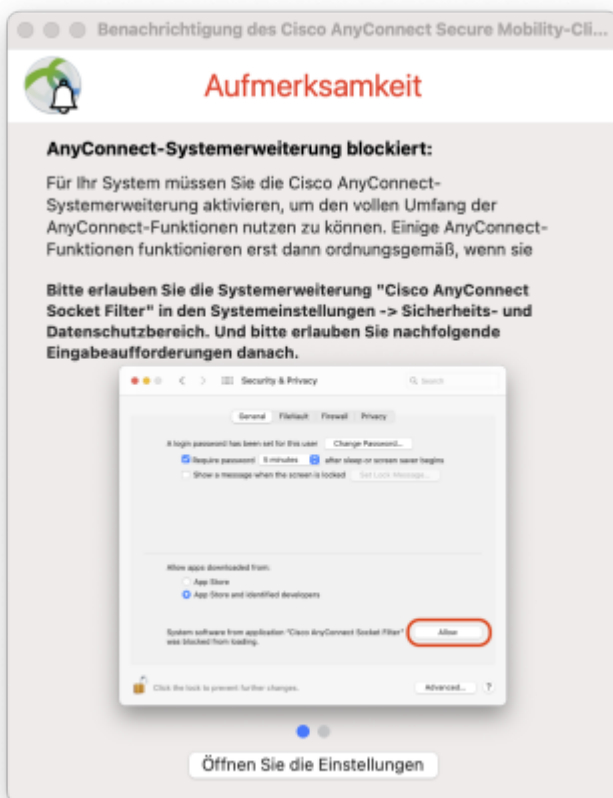 Benachrichtigung des Cisco AnyConnect Secure Mobility-Cli...
Aufmerksamkeit
AnyConnect-Systemerweiterung blockiert:
Für Ihr System müssen Sie die Cisco AnyConnect-
Systemerweiterung aktivieren, um den vollen Umfang der
AnyConnect-Funktionen nutzen zu können. Einige AnyConnect-
Funktionen funktionieren erst dann ordnungsgemäß, wenn sie
Bitte erlauben Sie die Systemerweiterung "Cisco AnyConnect
Socket Filter" in den Systemeinstellungen -> Sicherheits- und
Datenschutzbereich. Und bitte erlauben Sie nachfolgende
Eingabeaufforderungen danach.
Security & Privacy
Search
General FileVault Firewall Privacy
A login password has been set for this user Change Password...
Require password 5 minutes after sleep or screen saver begins
Show a message when the screen is locked Set Lock Message...
Allow apps downloaded from:
App Store
App Store and identified developers
System software from application "Cisco AnyConnect Socket Filter" Allow
was blocked from loading.
Click the lock to prevent further changes. Advanced... ?
Öffnen Sie die Einstellungen